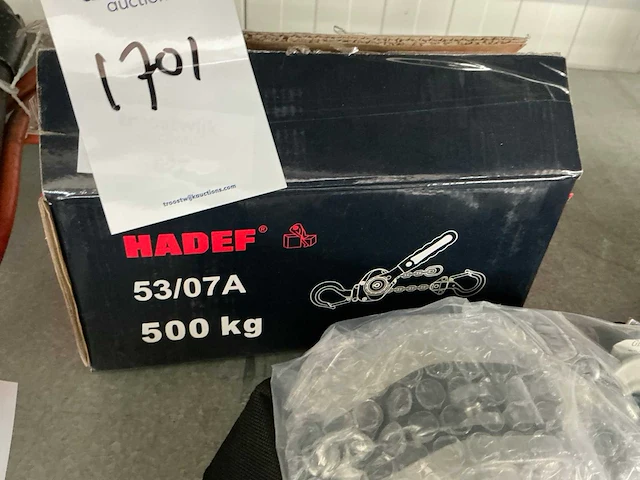 auction
1701
troostwijkauctions.com
HADEF®
53/07A
500 kg